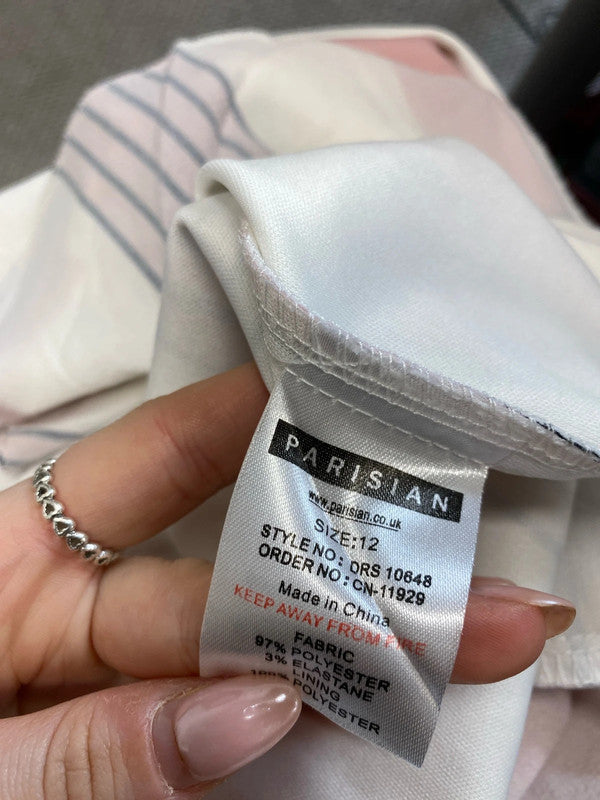 PARISIAN
www.parisian.co.uk
SIZE:12
STYLE NO: DRS 10648
ORDER NO: CN-11929
Made in China
KEEP AWAY FROM FIRE
FABRIC
97% POLYESTER
3% ELASTANE
LINING
100% POLYESTER